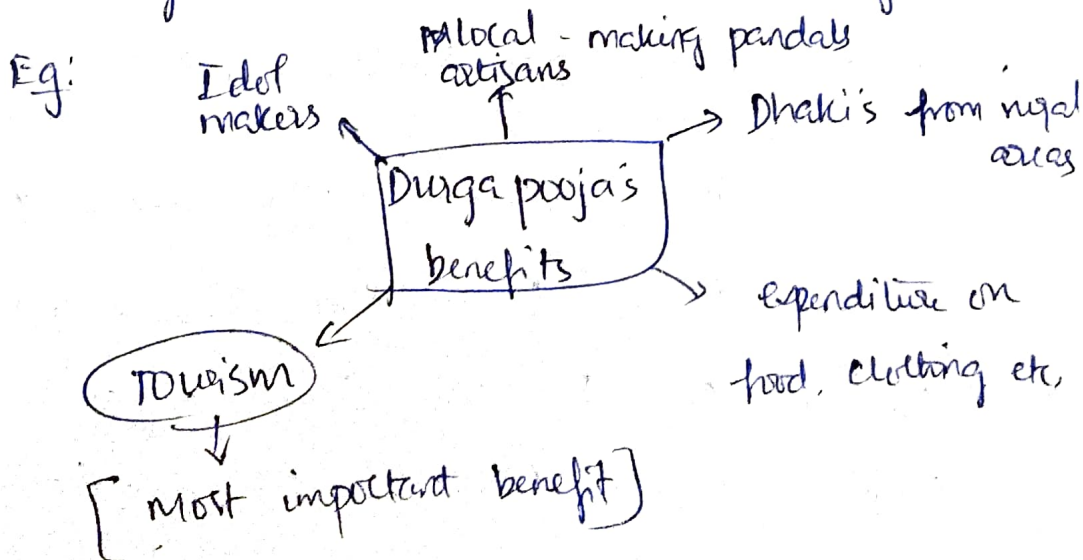 Eg:
Idol
makers
local - making pandals
artisans
Dhaki's from rural
areas
Durga pooja's
benefits
expenditure on
food, clothing etc,
Tourism
[Most important benefit]